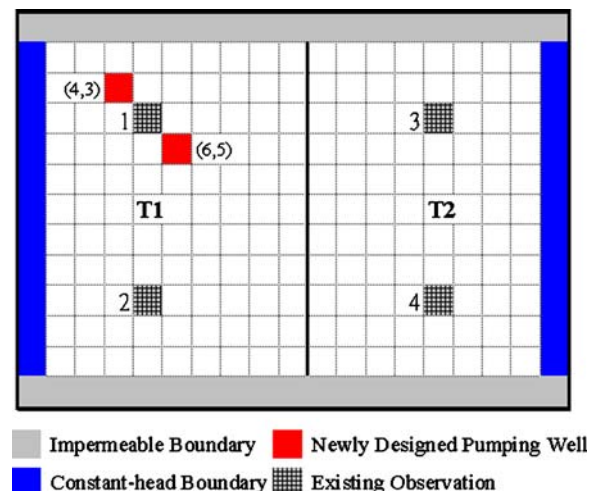 (4,3)
1
3
(6,5)
T1
T2
2
4
Impermeable Boundary
Newly Designed Pumping Well
Constant-head Boundary
Existing Observation